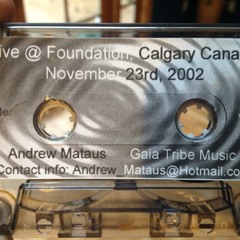 ive @ Foundation, Calgary Cana
November 23rd, 2002
Andrew Mataus Gaia Tribe Music
Contact info: Andrew_Mataus@Hotmail.co